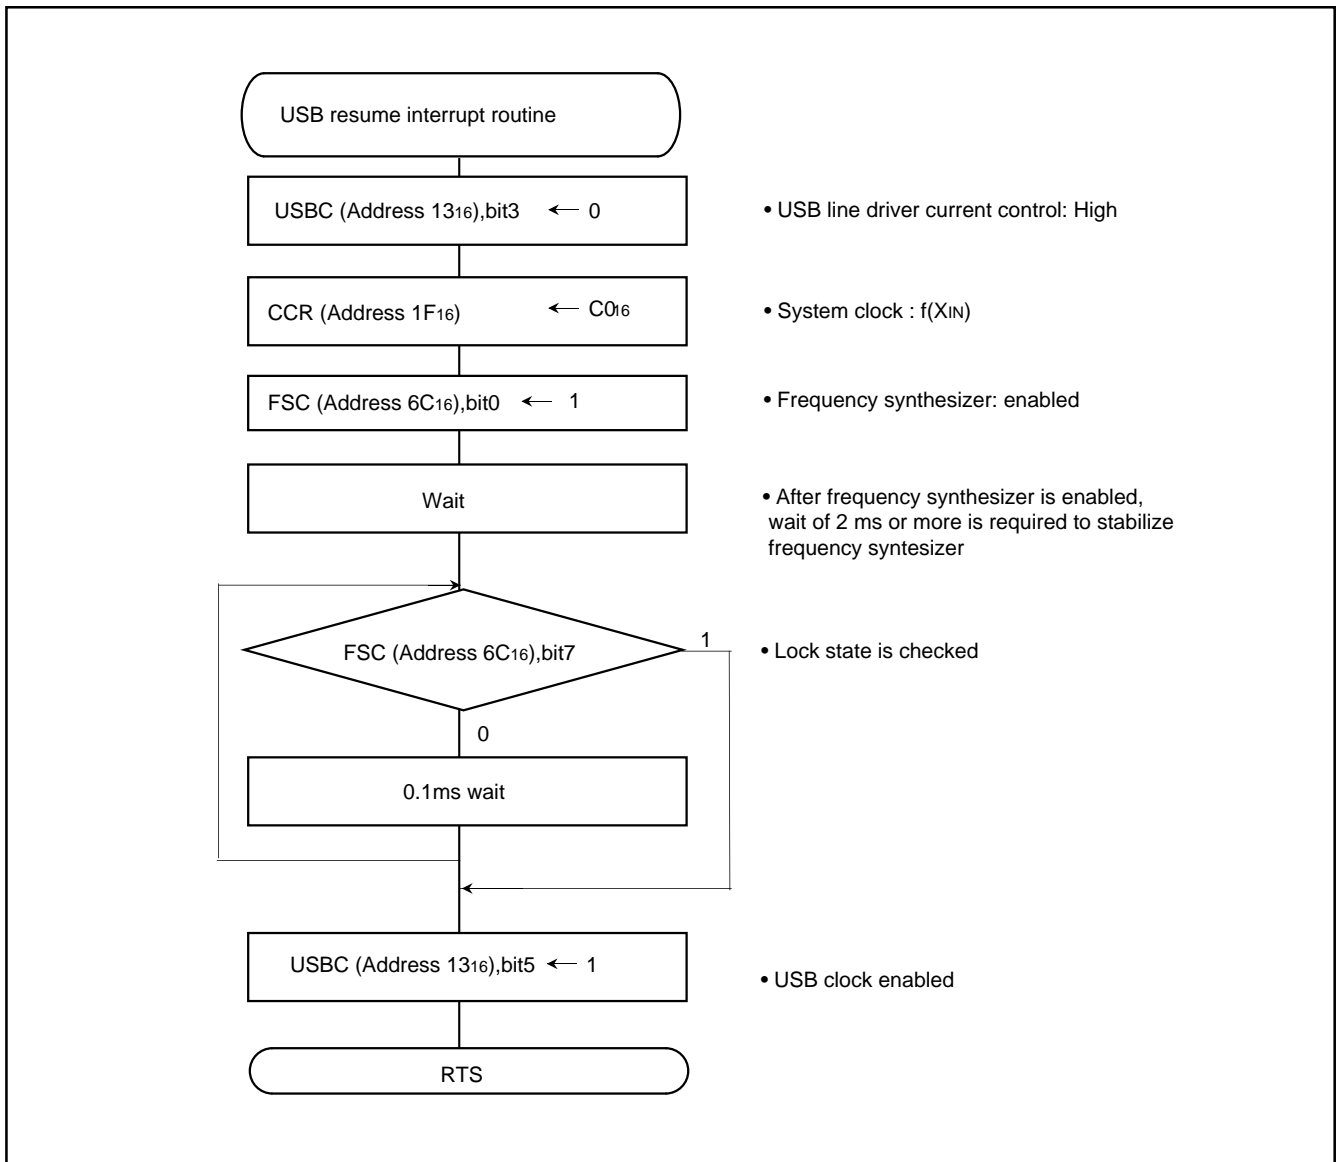 USB resume interrupt routine
USBC (Address 1316),bit3 ← 0
• USB line driver current control: High
CCR (Address 1F16) ← C016
• System clock : f(XIN)
FSC (Address 6C16),bit0 ← 1
• Frequency synthesizer: enabled
Wait
• After frequency synthesizer is enabled,
wait of 2 ms or more is required to stabilize
frequency syntesizer
FSC (Address 6C16),bit7
1
• Lock state is checked
0
0.1ms wait
USBC (Address 1316),bit5 ← 1
• USB clock enabled
RTS